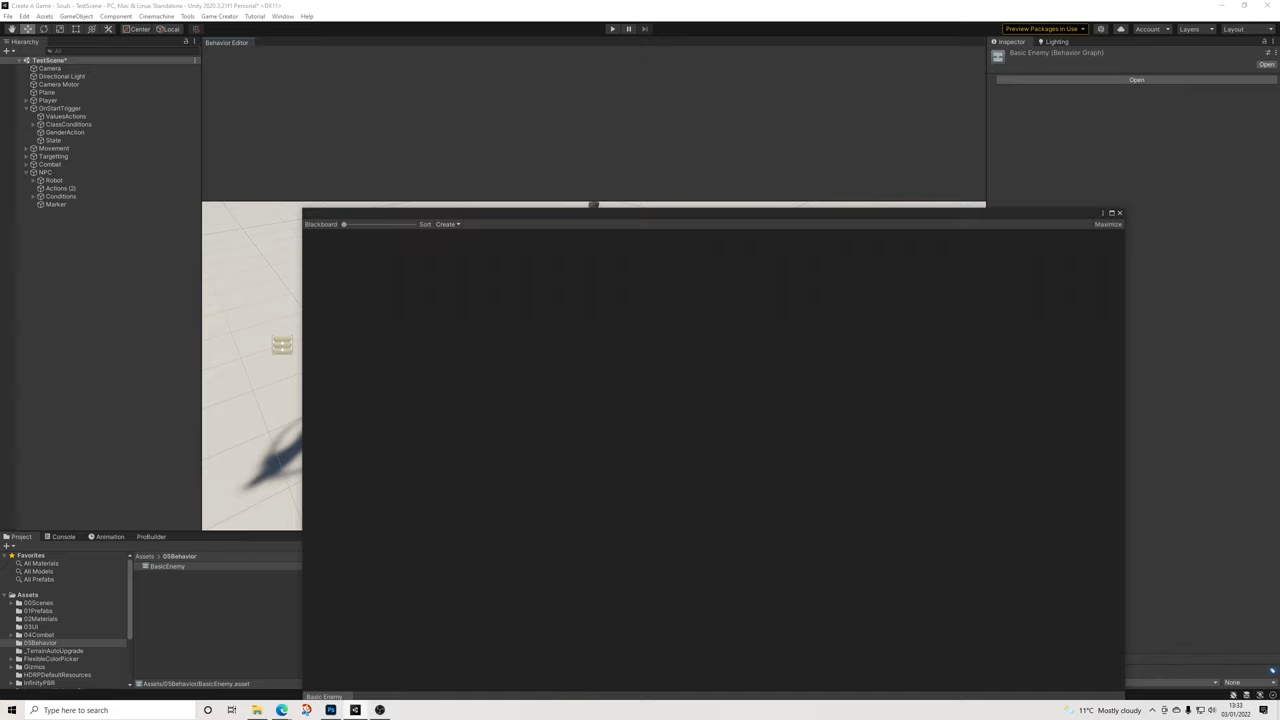 Create A Game - Souls - TestScene - PC, Mac & Linux Standalone - Unity 2020.3.21f1 Personal* <DX11>
File Edit Assets GameObject Component Cinemachine Tools Game Creator Tutorial Window Help
Center Local Preview Packages in Use Account Layers Layout
Hierarchy Behavior Editor Inspector Lighting
All
Basic Enemy (Behavior Graph)
Open
Open
TestScene*
Camera
Directional Light
Camera Motor
Plane
Player
OnStartTrigger
ValuesActions
ClassConditions
GenderAction
State
Movement
Targetting
Combat
NPC
Robot
Actions (2)
Conditions
Marker
Blackboard Sort Create Maximize
Project Console Animation ProBuilder
Favorites
All Materials
All Models
All Prefabs
Assets
00Scenes
01Prefabs
02Materials
03UI
04Combat
05Behavior
_TerrainAutoUpgrade
FlexibleColorPicker
Gizmos
HDRPDefaultResources
InfinityPBR
Assets > 05Behavior
BasicEnemy
Assets/05Behavior/BasicEnemy.asset
None
Basic Enemy
Type here to search
11°C Mostly cloudy
13:33
03/01/2022